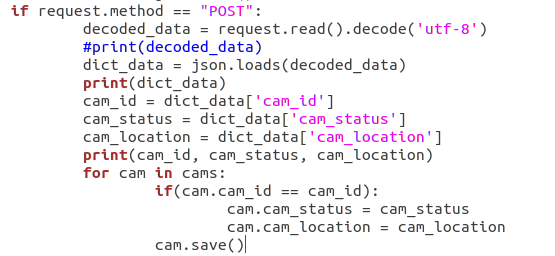 if request.method == "POST":
        decoded_data = request.read().decode('utf-8')
        #print(decoded_data)
        dict_data = json.loads(decoded_data)
        print(dict_data)
        cam_id = dict_data['cam_id']
        cam_status = dict_data['cam_status']
        cam_location = dict_data['cam_location']
        print(cam_id, cam_status, cam_location)
        for cam in cams:
                if(cam.cam_id == cam_id):
                        cam.cam_status = cam_status
                        cam.cam_location = cam_location
                cam.save()